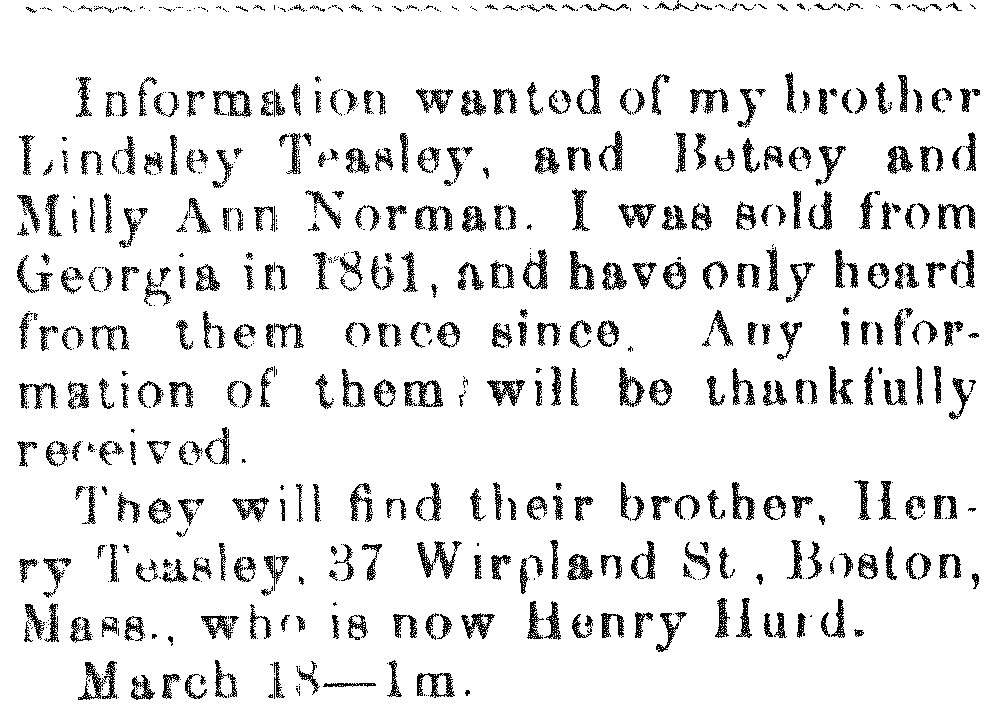 Information wanted of my brother
Lindsley Teasley, and Betsey and
Milly Ann Norman. I was sold from
Georgia in 1861, and have only heard
from them once since. Any infor-
mation of them will be thankfully
received.
They will find their brother, Hen-
ry Teasley, 37 Wirpland St., Boston,
Mass., who is now Henry Hurd.
March 18—1m.